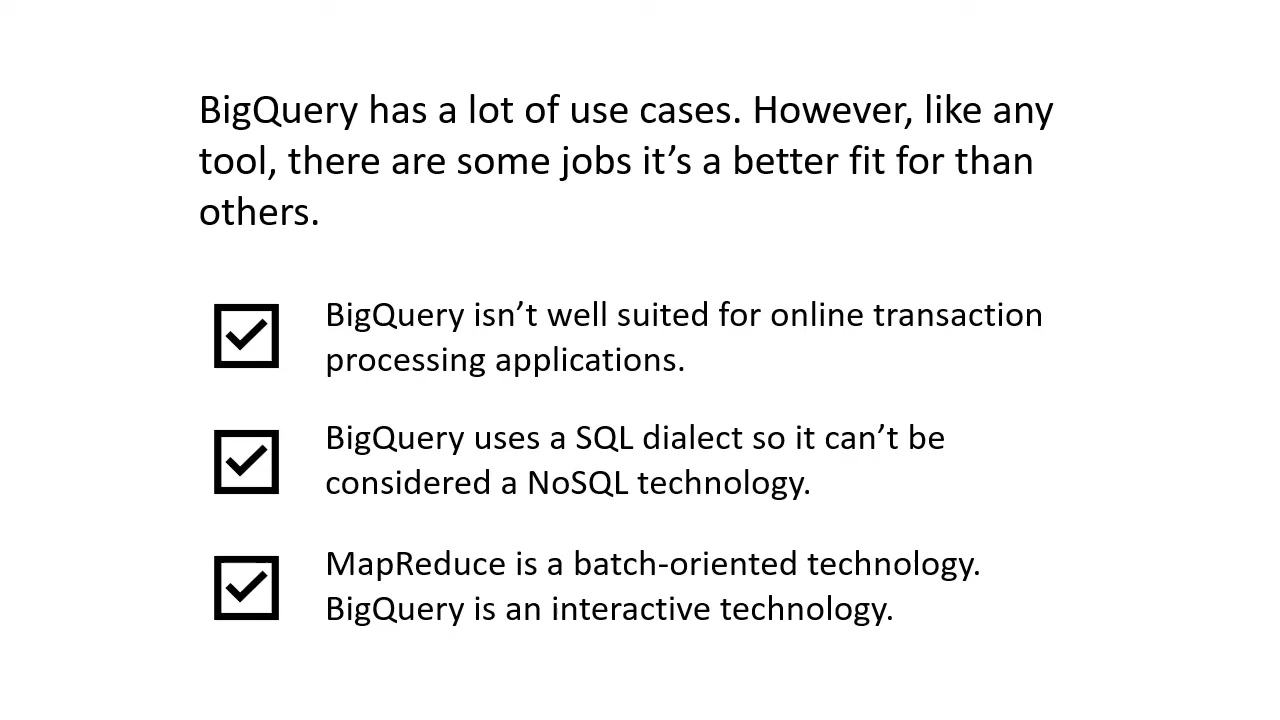 BigQuery has a lot of use cases. However, like any
tool, there are some jobs it’s a better fit for than
others.
BigQuery isn’t well suited for online transaction
processing applications.
BigQuery uses a SQL dialect so it can’t be
considered a NoSQL technology.
MapReduce is a batch-oriented technology.
BigQuery is an interactive technology.